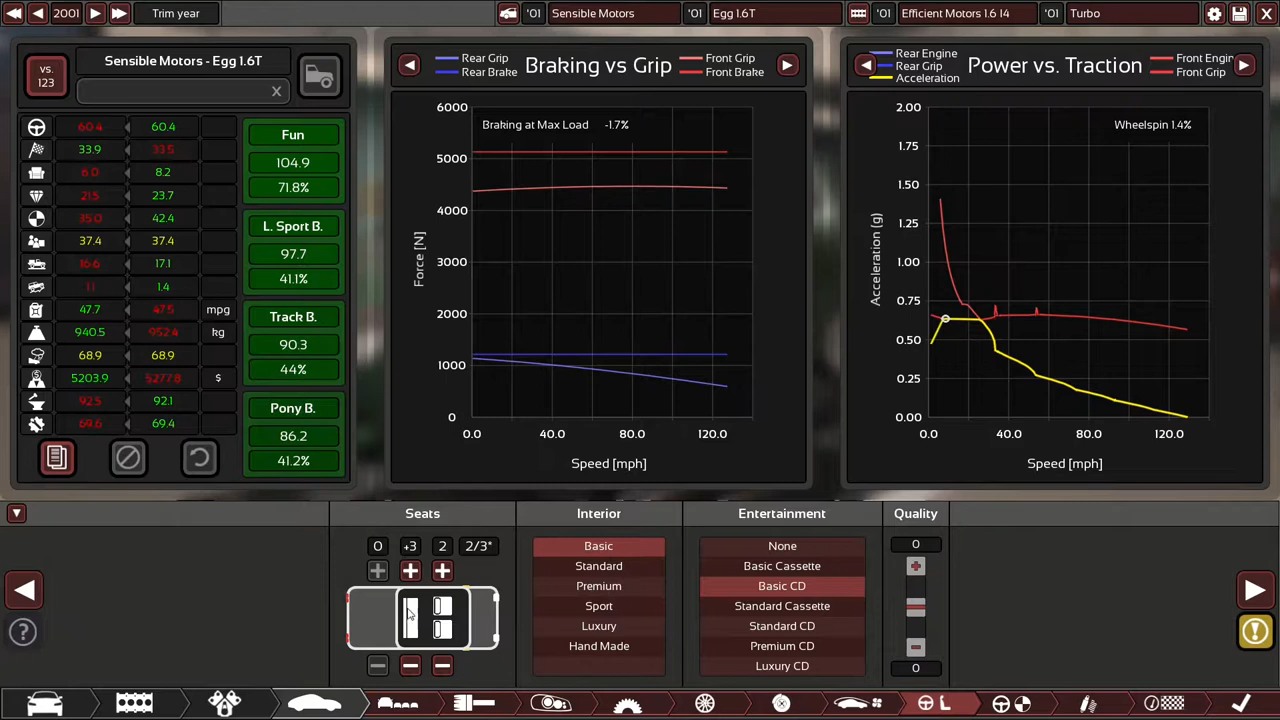 2001
Trim year
'01
Sensible Motors
'01
Egg 1.6T
'01
Efficient Motors 1.6 I4
'01
Turbo
vs.
123
Sensible Motors - Egg 1.6T
x
60.4 60.4
33.9 33.5
6.0 8.2
21.5 23.7
35.0 42.4
37.4 37.4
16.6 17.1
1.1 1.4
47.7 47.5 mpg
940.5 952.4 kg
68.9 68.9
5203.9 5277.8 $
92.5 92.1
69.6 69.4
Fun
104.9
71.8%
L. Sport B.
97.7
41.1%
Track B.
90.3
44%
Pony B.
86.2
41.2%
Rear Grip
Rear Brake
Braking vs Grip
Front Grip
Front Brake
Braking at Max Load -1.7%
6000
5000
4000
3000
2000
1000
0
Force [N]
0.0 40.0 80.0 120.0
Speed [mph]
Rear Engine
Rear Grip
Acceleration
Power vs. Traction
Front Engin
Front Grip
Wheelspin 1.4%
2.00
1.75
1.50
1.25
1.00
0.75
0.50
0.25
0.00
Acceleration (g)
0.0 40.0 80.0 120.0
Speed [mph]
Seats
0 +3 2 2/3*
Interior
Basic
Standard
Premium
Sport
Luxury
Hand Made
Entertainment
None
Basic Cassette
Basic CD
Standard Cassette
Standard CD
Premium CD
Luxury CD
Quality
0
0
?